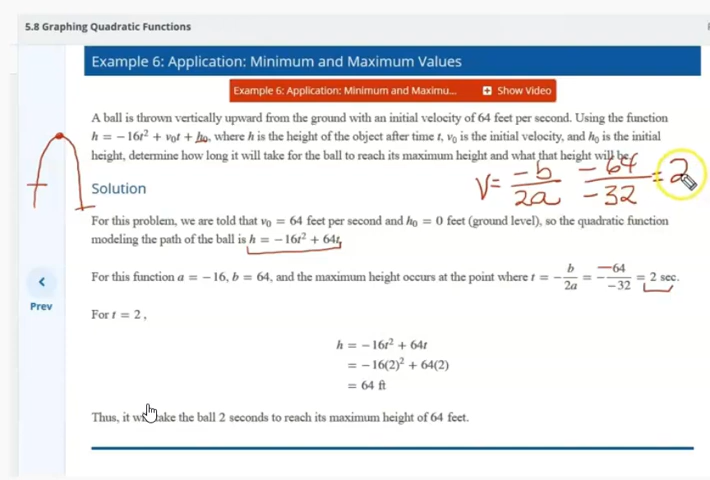 5.8 Graphing Quadratic Functions
Example 6: Application: Minimum and Maximum Values
Example 6: Application: Minimum and Maximu... Show Video
A ball is thrown vertically upward from the ground with an initial velocity of 64 feet per second. Using the function
h = −16t² + v₀t + h₀, where h is the height of the object after time t, v₀ is the initial velocity, and h₀ is the initial
height, determine how long it will take for the ball to reach its maximum height and what that height will be.
V = −b/2a −64/−32 = 2
Solution
For this problem, we are told that v₀ = 64 feet per second and h₀ = 0 feet (ground level), so the quadratic function
modeling the path of the ball is h = −16t² + 64t.
For this function a = −16, b = 64, and the maximum height occurs at the point where t = −b/2a = −64/−32 = 2 sec.
Prev
For t = 2,
h = −16t² + 64t
= −16(2)² + 64(2)
= 64 ft
Thus, it take the ball 2 seconds to reach its maximum height of 64 feet.